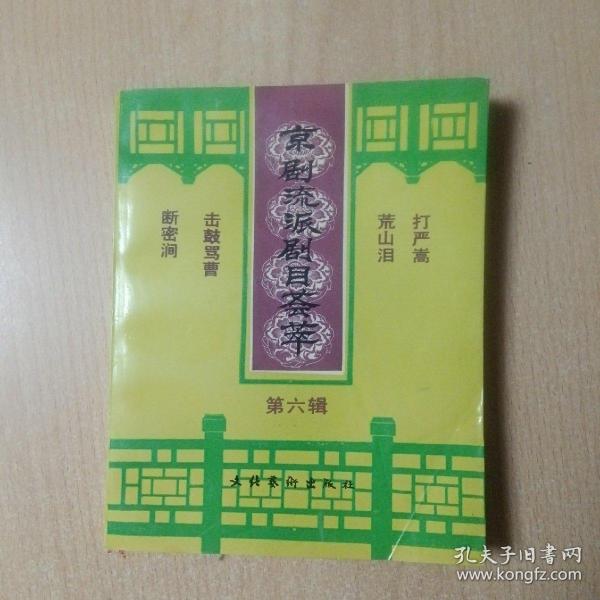 京剧流派剧目荟萃
打严嵩
荒山泪
击鼓骂曹
断密涧
第六辑
文化艺术出版社
孔夫子旧书网
www.kongfz.com